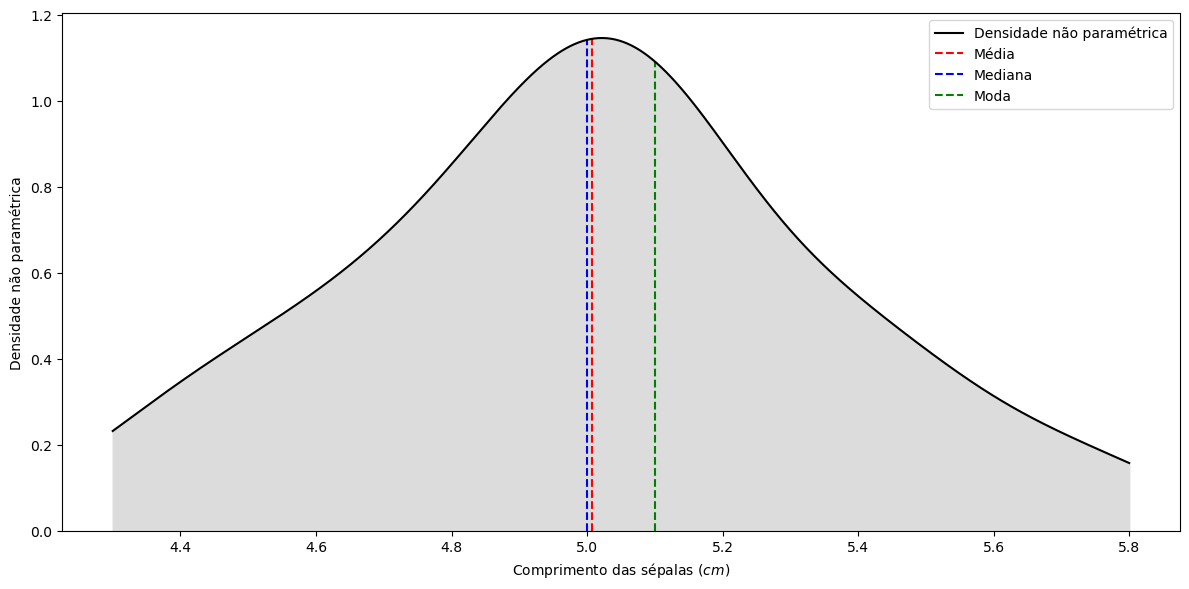 Densidade não paramétrica
Média
Mediana
Moda
Densidade não paramétrica
1.2
1.0
0.8
0.6
0.4
0.2
0.0
4.4 4.6 4.8 5.0 5.2 5.4 5.6 5.8
Comprimento das sépalas (cm)